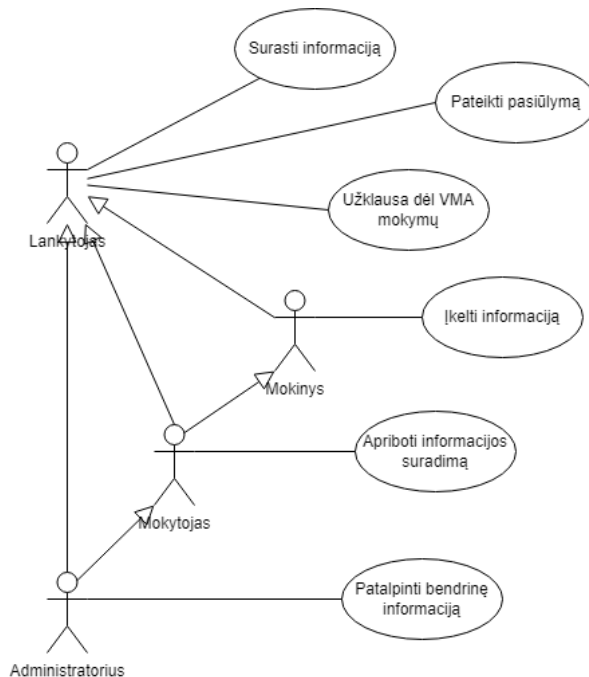 Surasti informaciją
Pateikti pasiūlymą
Užklausa dėl VMA
mokymų
Lankytojas
Įkelti informaciją
Mokinys
Apriboti informacijos
suradimą
Mokytojas
Patalpinti bendrinę
informaciją
Administratorius